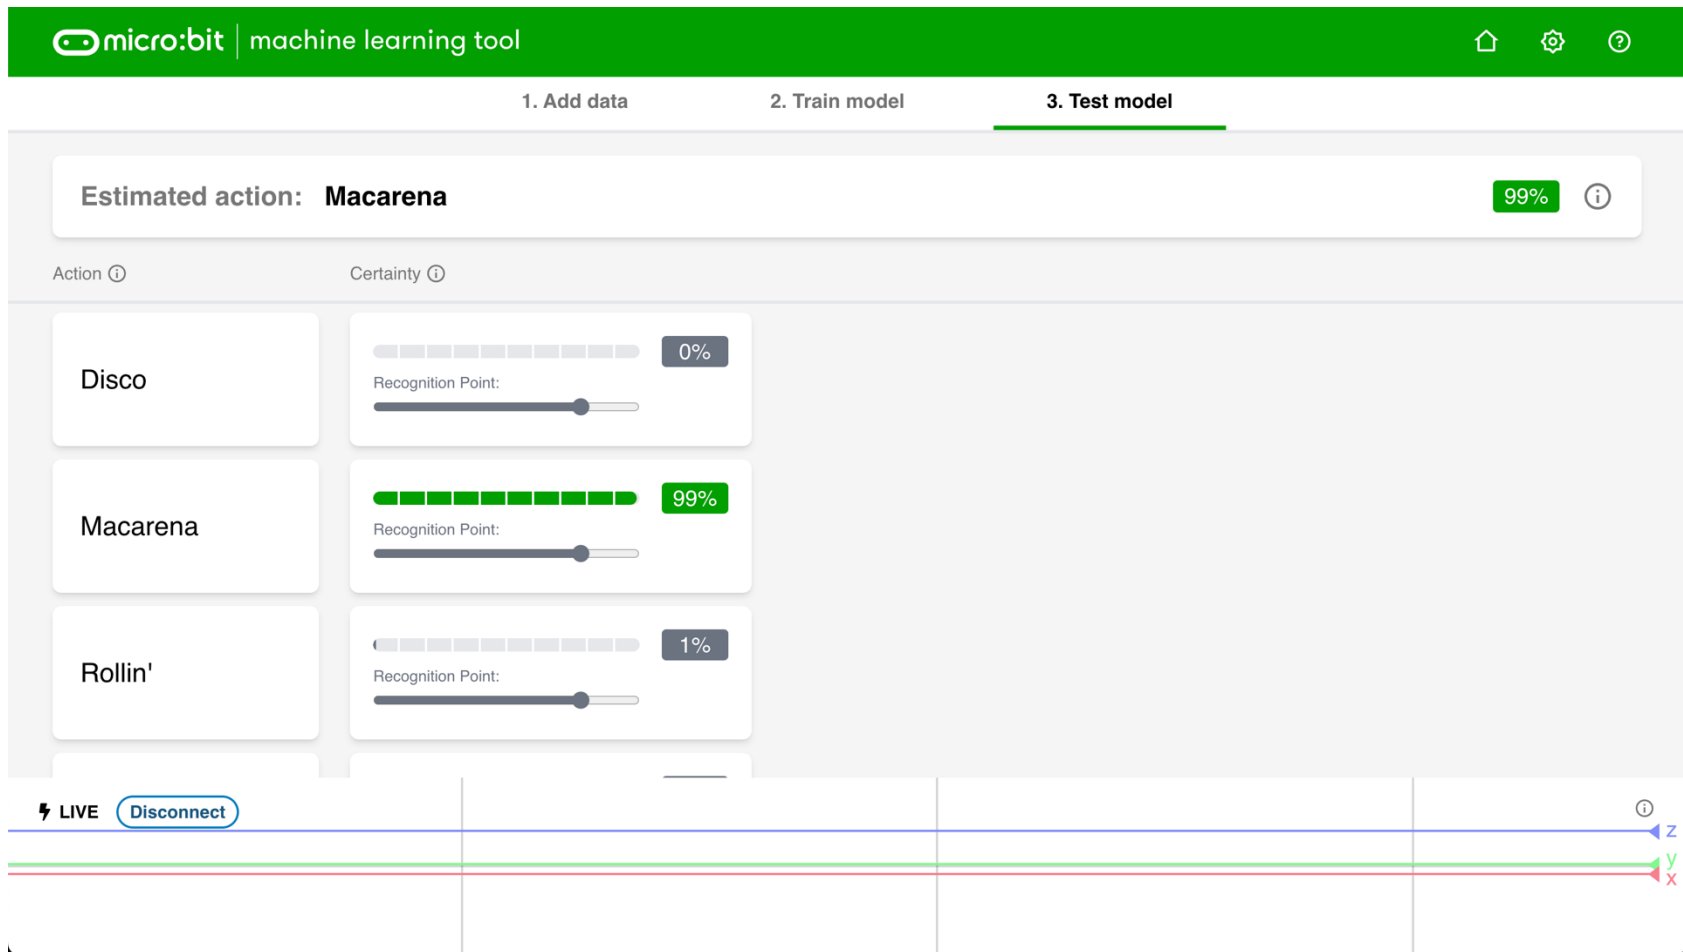 micro:bit machine learning tool
1. Add data 2. Train model 3. Test model
Estimated action: Macarena 99%
Action Certainty
Disco 0%
Recognition Point:
Macarena 99%
Recognition Point:
Rollin' 1%
Recognition Point:
LIVE Disconnect
z
y
x